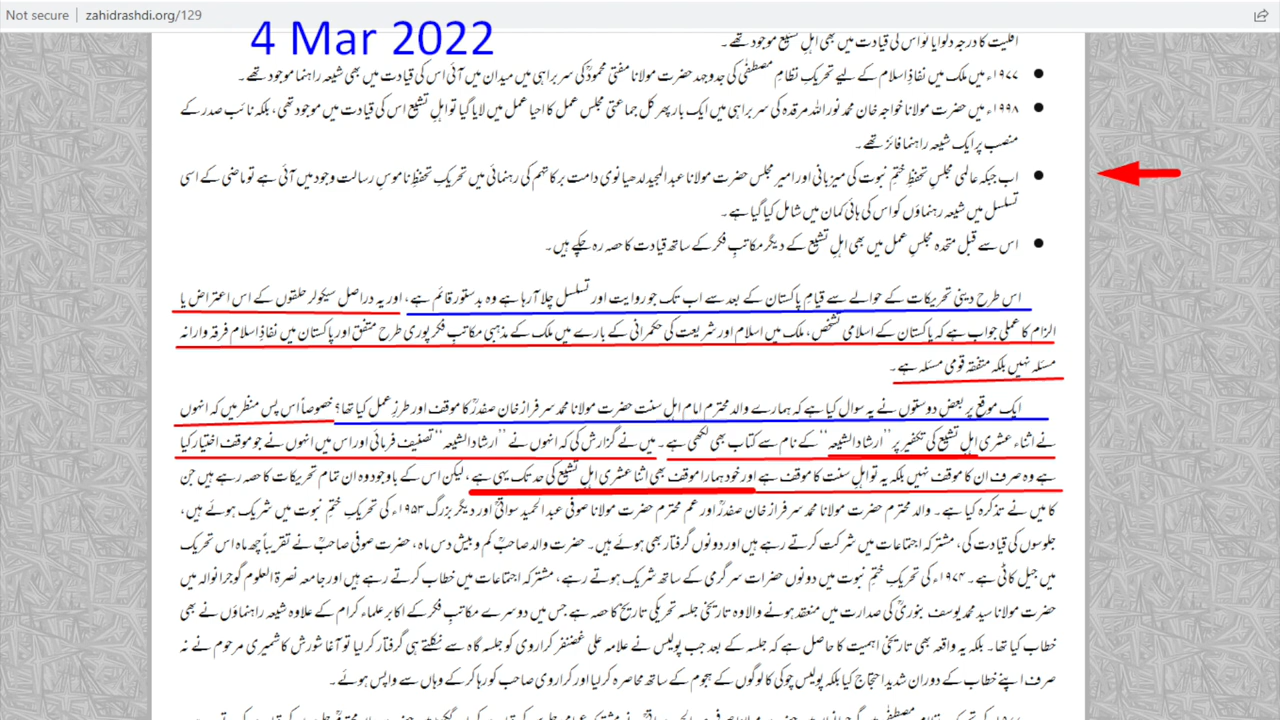 Not secure | zahidrashdi.org/129
4 Mar 2022
اقلیت کا درجہ دلوایا تو اس کی قیادت میں بھی اہلِ تشیع موجود تھے۔
۱۹۷۷ء میں ملک میں نفاذِ اسلام کے لیے تحریکِ نظامِ مصطفیٰؐ کی جدوجہد حضرت مولانا مفتی محمودؒ کی سربراہی میں میدان میں آئی اس کی قیادت میں بھی شیعہ راہنما موجود تھے۔
۱۹۹۸ء میں حضرت مولانا خواجہ خان محمد نور اللہ مرقدہ کی سربراہی میں ایک بار پھر کل جماعتی مجلس عمل کا احیا عمل میں لایا گیا تو اہلِ تشیع اس کی قیادت میں موجود تھی، بلکہ نائب صدر کے
منصب پر ایک شیعہ راہنما فائز تھے۔
اب جبکہ عالمی مجلسِ تحفظِ ختمِ نبوت کی میزبانی اور امیر مجلس حضرت مولانا عبد المجید لدھیانوی دامت برکاتھم کی رہنمائی میں تحریکِ تحفظِ ناموسِ رسالت وجود میں آئی ہے تو ماضی کے اسی
تسلسل میں شیعہ رہنماؤں کو اس کی ہائی کمان میں شامل کیا گیا ہے۔
اس سے قبل متحدہ مجلسِ عمل میں بھی اہلِ تشیع کے دیگر مکاتبِ فکر کے ساتھ قیادت کا حصہ رہ چکے ہیں۔
اس طرح دینی تحریکات کے حوالے سے قیامِ پاکستان کے بعد سے اب تک جو روایت اور تسلسل چلا آ رہا ہے وہ بدستور قائم ہے، اور یہ دراصل سیکولر حلقوں کے اس اعتراض یا
الزام کا عملی جواب ہے کہ پاکستان کے اسلامی تشخص، ملک میں اسلام اور شریعت کی حکمرانی کے بارے میں ملک کے مذہبی مکاتبِ فکر پوری طرح متفق اور پاکستان میں نفاذِ اسلام فرقہ وارانہ
مسئلہ نہیں بلکہ متفقہ قومی مسئلہ ہے۔
ایک موقع پر بعض دوستوں نے یہ سوال کیا ہے کہ ہمارے والد محترم امام اہلِ سنت حضرت مولانا محمد سرفراز خان صفدرؒ کا موقف اور طرزِ عمل کیا تھا؟ خصوصاً اس پس منظر میں کہ انہوں
نے اثناء عشری اہلِ تشیع کی تکفیر پر ”ارشاد الشیعہ“ کے نام سے کتاب بھی لکھی ہے۔ میں نے گزارش کی کہ انہوں نے ”ارشاد الشیعہ“ تصنیف فرمائی اور اس میں انہوں نے جو موقف اختیار کیا
ہے وہ صرف ان کا موقف نہیں بلکہ یہ تو اہلِ سنت کا موقف ہے اور خود ہمارا موقف بھی اثنا عشری اہلِ تشیع کی حد تک یہی ہے، لیکن اس کے باوجود وہ ان تمام تحریکات کا حصہ رہے ہیں جن
کا میں نے تذکرہ کیا ہے۔ والد محترم حضرت مولانا محمد سرفراز خان صفدرؒ اور عم محترم حضرت مولانا صوفی عبد الحمید سواتیؒ اور دیگر بزرگ ۱۹۵۳ء کی تحریکِ ختمِ نبوت میں شریک ہوئے ہیں،
جلوسوں کی قیادت کی، مشترکہ اجتماعات میں شرکت کرتے رہے ہیں اور دونوں گرفتار بھی ہوئے ہیں۔ حضرت والد صاحبؒ کم و بیش دس ماہ، حضرت صوفی صاحبؒ نے تقریباً چھ ماہ اس تحریک
میں جیل کاٹی ہے۔ ۱۹۷۴ء کی تحریکِ ختمِ نبوت میں دونوں حضرات سرگرمی کے ساتھ شریک ہوتے رہے، مشترکہ اجتماعات میں خطاب کرتے رہے ہیں اور جامعہ نصرۃ العلوم گوجرانوالہ میں
حضرت مولانا سید محمد یوسف بنوریؒ کی صدارت میں منعقد ہونے والا وہ تاریخی جلسہ تحریکی تاریخ کا حصہ ہے جس میں دوسرے مکاتبِ فکر کے اکابر علماء کرام کے علاوہ شیعہ راہنماؤں نے بھی
خطاب کیا تھا۔ بلکہ یہ واقعہ بھی تاریخی اہمیت کا حاصل ہے کہ جلسہ کے بعد جب پولیس نے علامہ علی غضنفر کراروی کو جلسہ گاہ سے نکلتے ہی گرفتار کر لیا تو آغا شورش کاشمیری مرحوم نے نہ
صرف اپنے خطاب کے دوران شدید احتجاج کیا بلکہ پولیس چوکی کا لوگوں کے ہجوم کے ساتھ محاصرہ کر لیا اور کراروی صاحب کو رہا کر کے وہاں سے واپس ہوئے۔